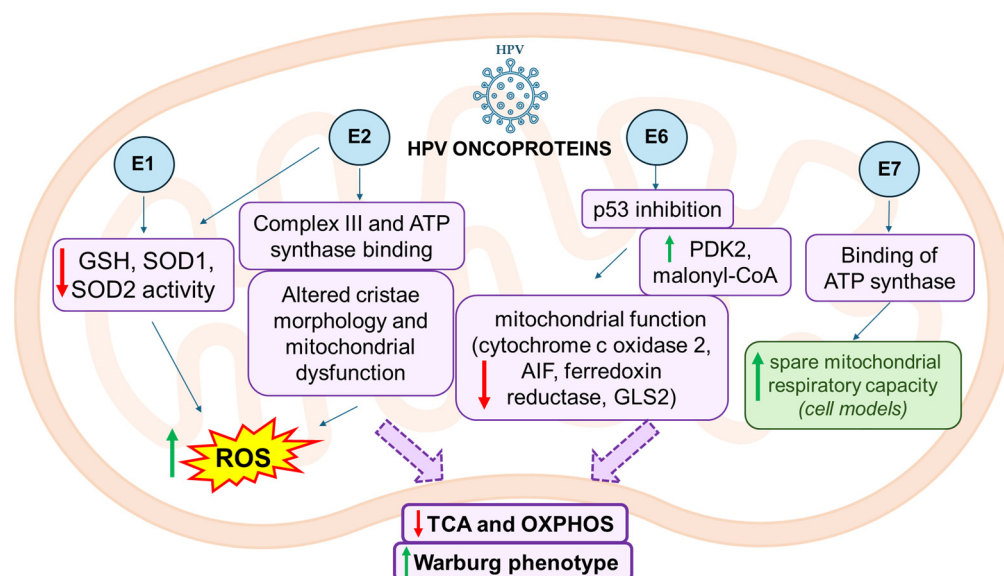 HPV
HPV ONCOPROTEINS
E1
E2
E6
E7
GSH, SOD1,
SOD2 activity
Complex III and ATP
synthase binding
Altered cristae
morphology and
mitochondrial
dysfunction
p53 inhibition
PDK2,
malonyl-CoA
mitochondrial function
(cytochrome c oxidase 2,
AIF, ferredoxin
reductase, GLS2)
Binding of
ATP synthase
spare mitochondrial
respiratory capacity
(cell models)
ROS
TCA and OXPHOS
Warburg phenotype